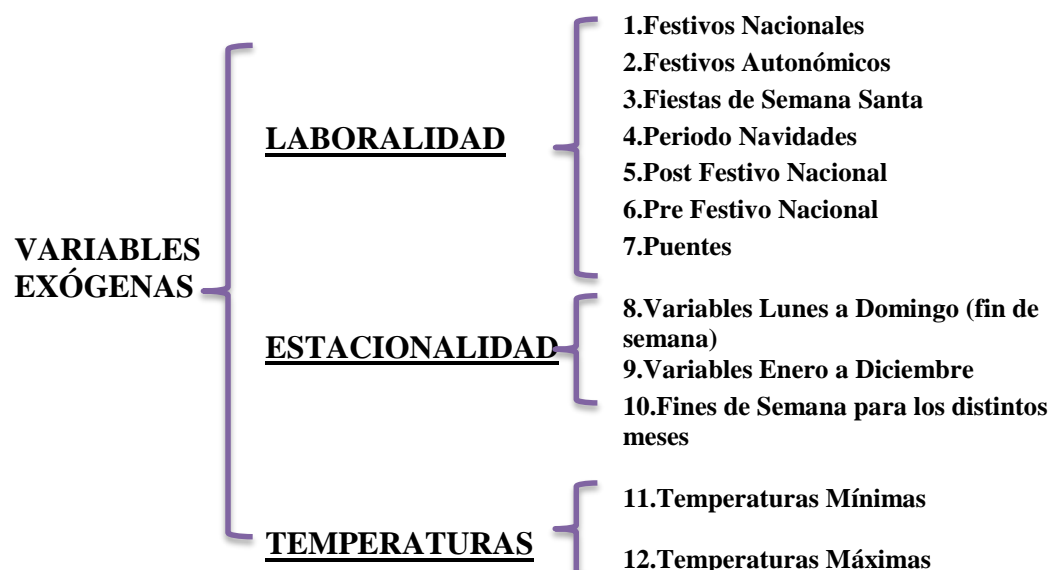 VARIABLES
EXÓGENAS
LABORALIDAD
1.Festivos Nacionales
2.Festivos Autonómicos
3.Fiestas de Semana Santa
4.Periodo Navidades
5.Post Festivo Nacional
6.Pre Festivo Nacional
7.Puentes
ESTACIONALIDAD
8.Variables Lunes a Domingo (fin de
semana)
9.Variables Enero a Diciembre
10.Fines de Semana para los distintos
meses
TEMPERATURAS
11.Temperaturas Mínimas
12.Temperaturas Máximas